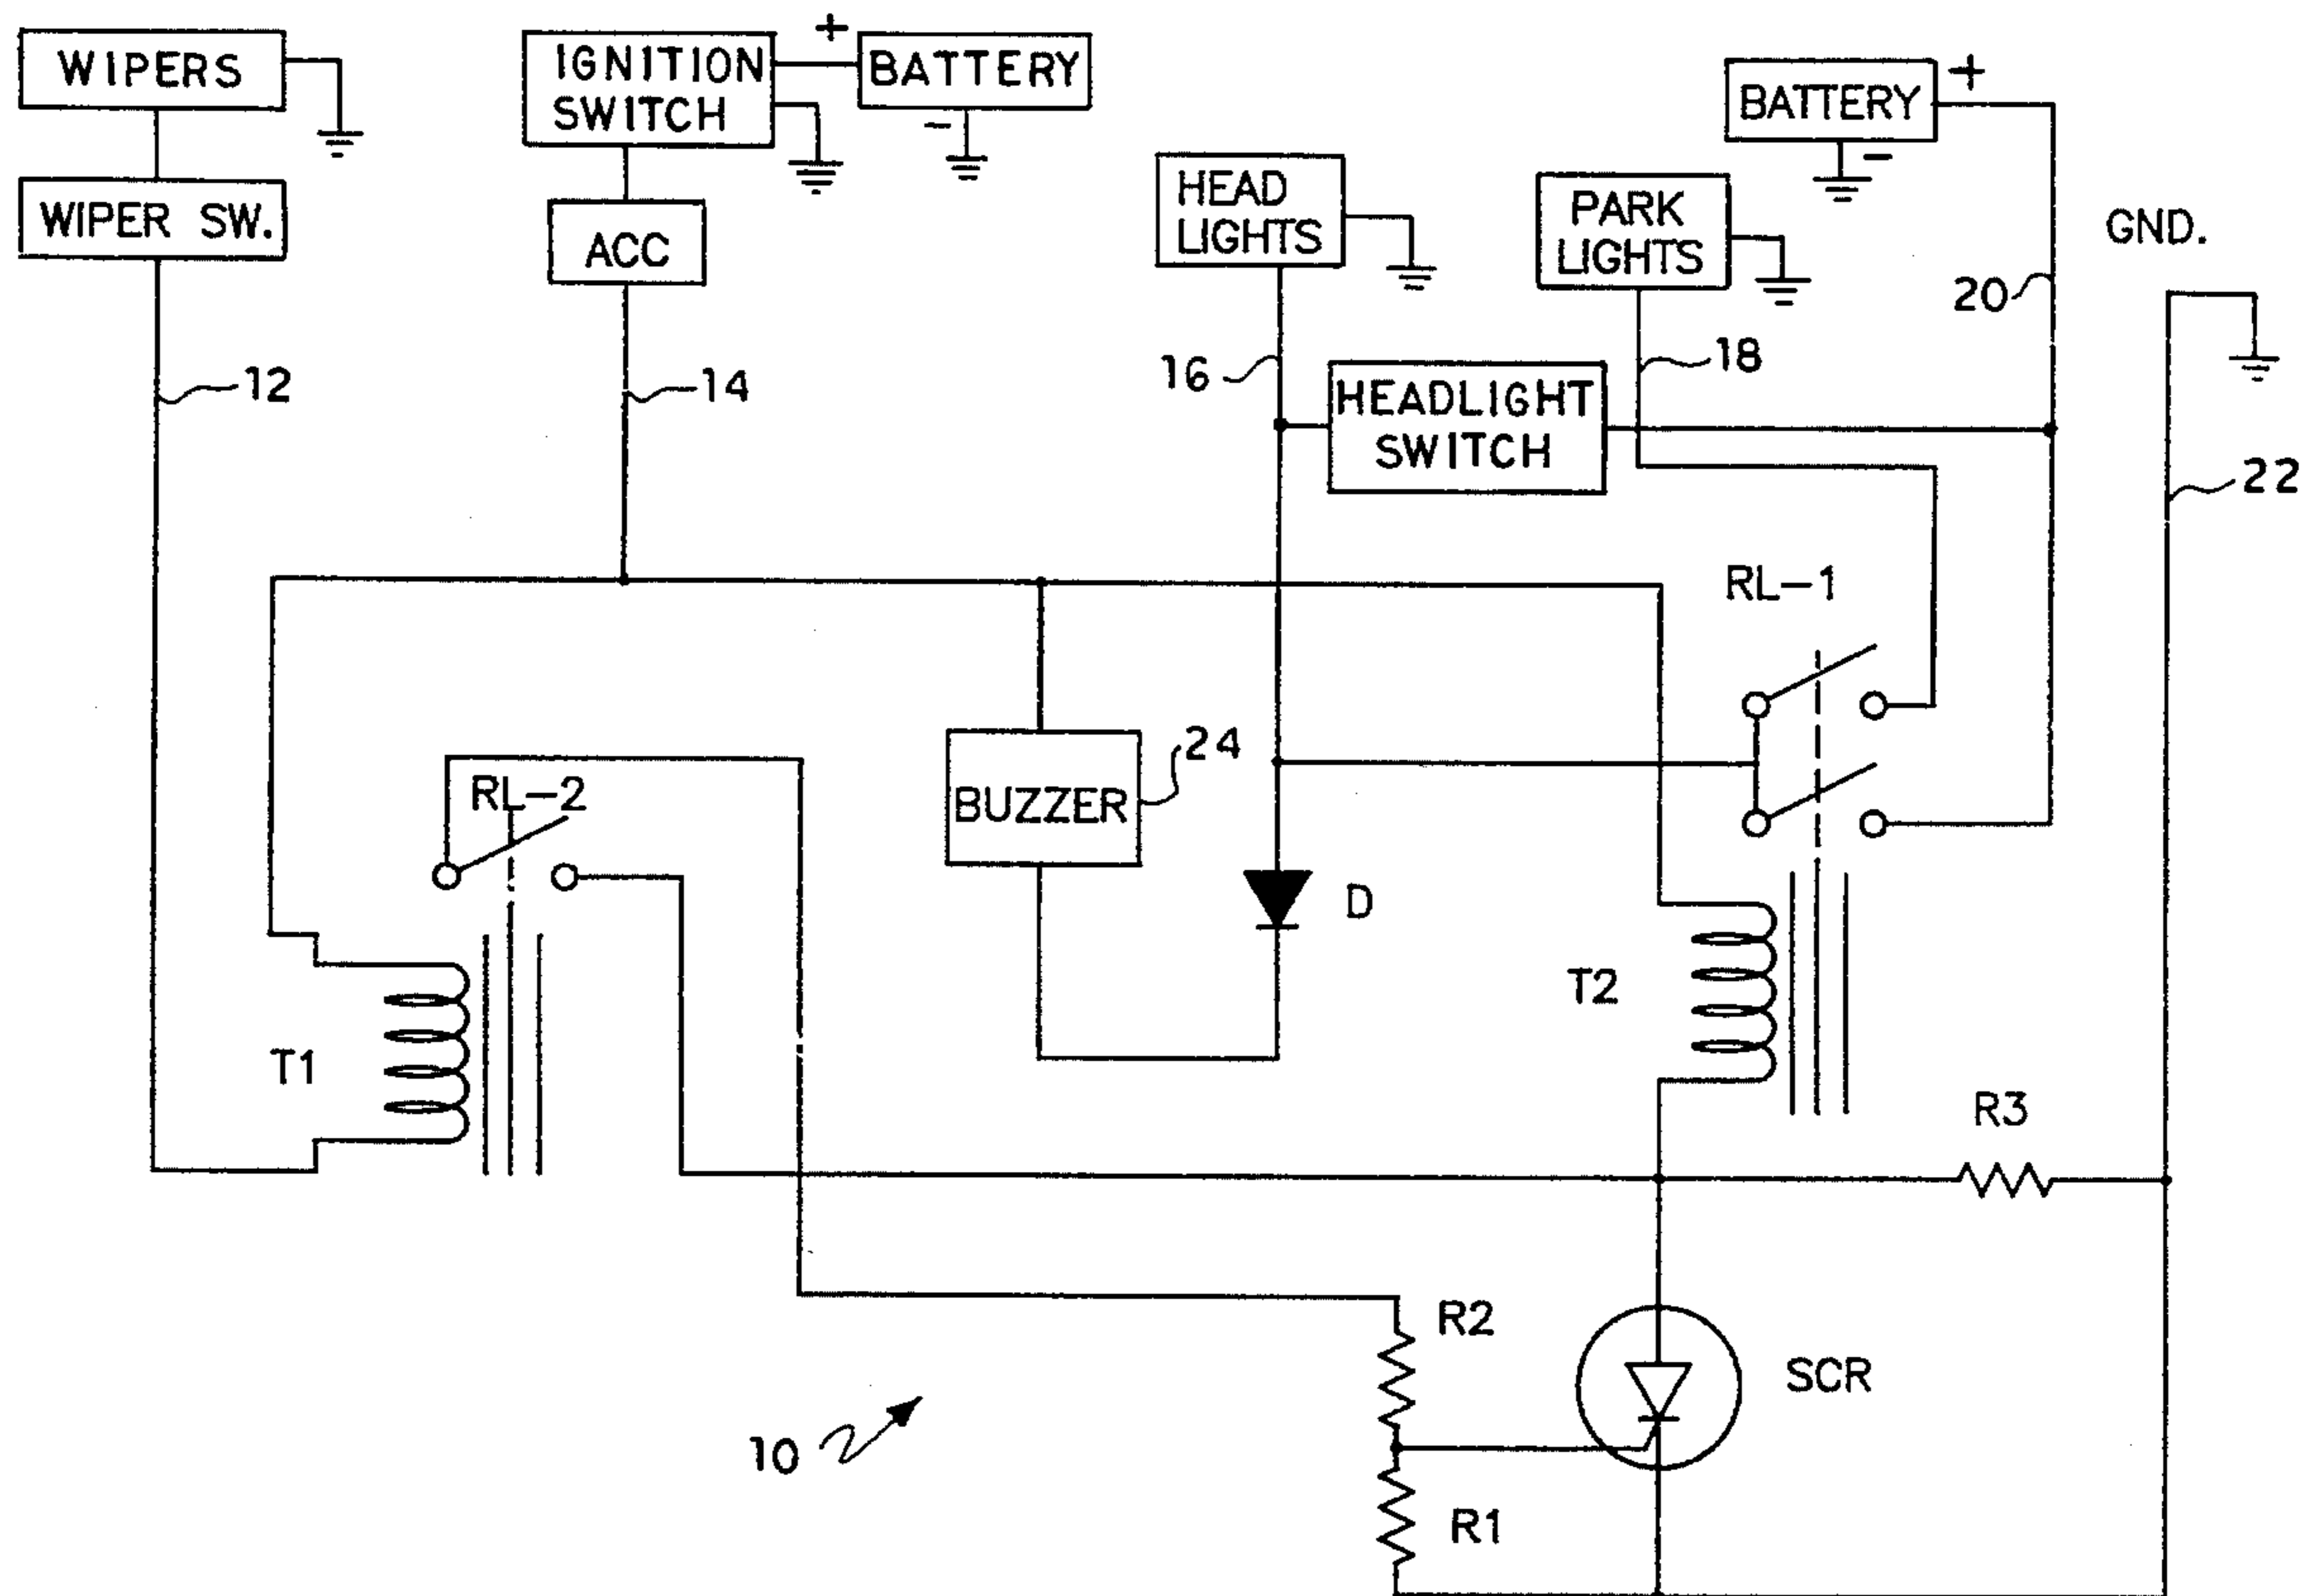 WIPERS
WIPER SW.
IGNITION
SWITCH
+
BATTERY
-
ACC
HEAD
LIGHTS
PARK
LIGHTS
BATTERY
+
-
GND.
12
14
16
HEADLIGHT
SWITCH
18
20
22
RL-1
RL-2
BUZZER
24
D
T1
T2
R3
R2
SCR
R1
10